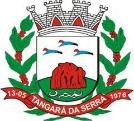 13-05 TANGARÁ DA SERRA 1976